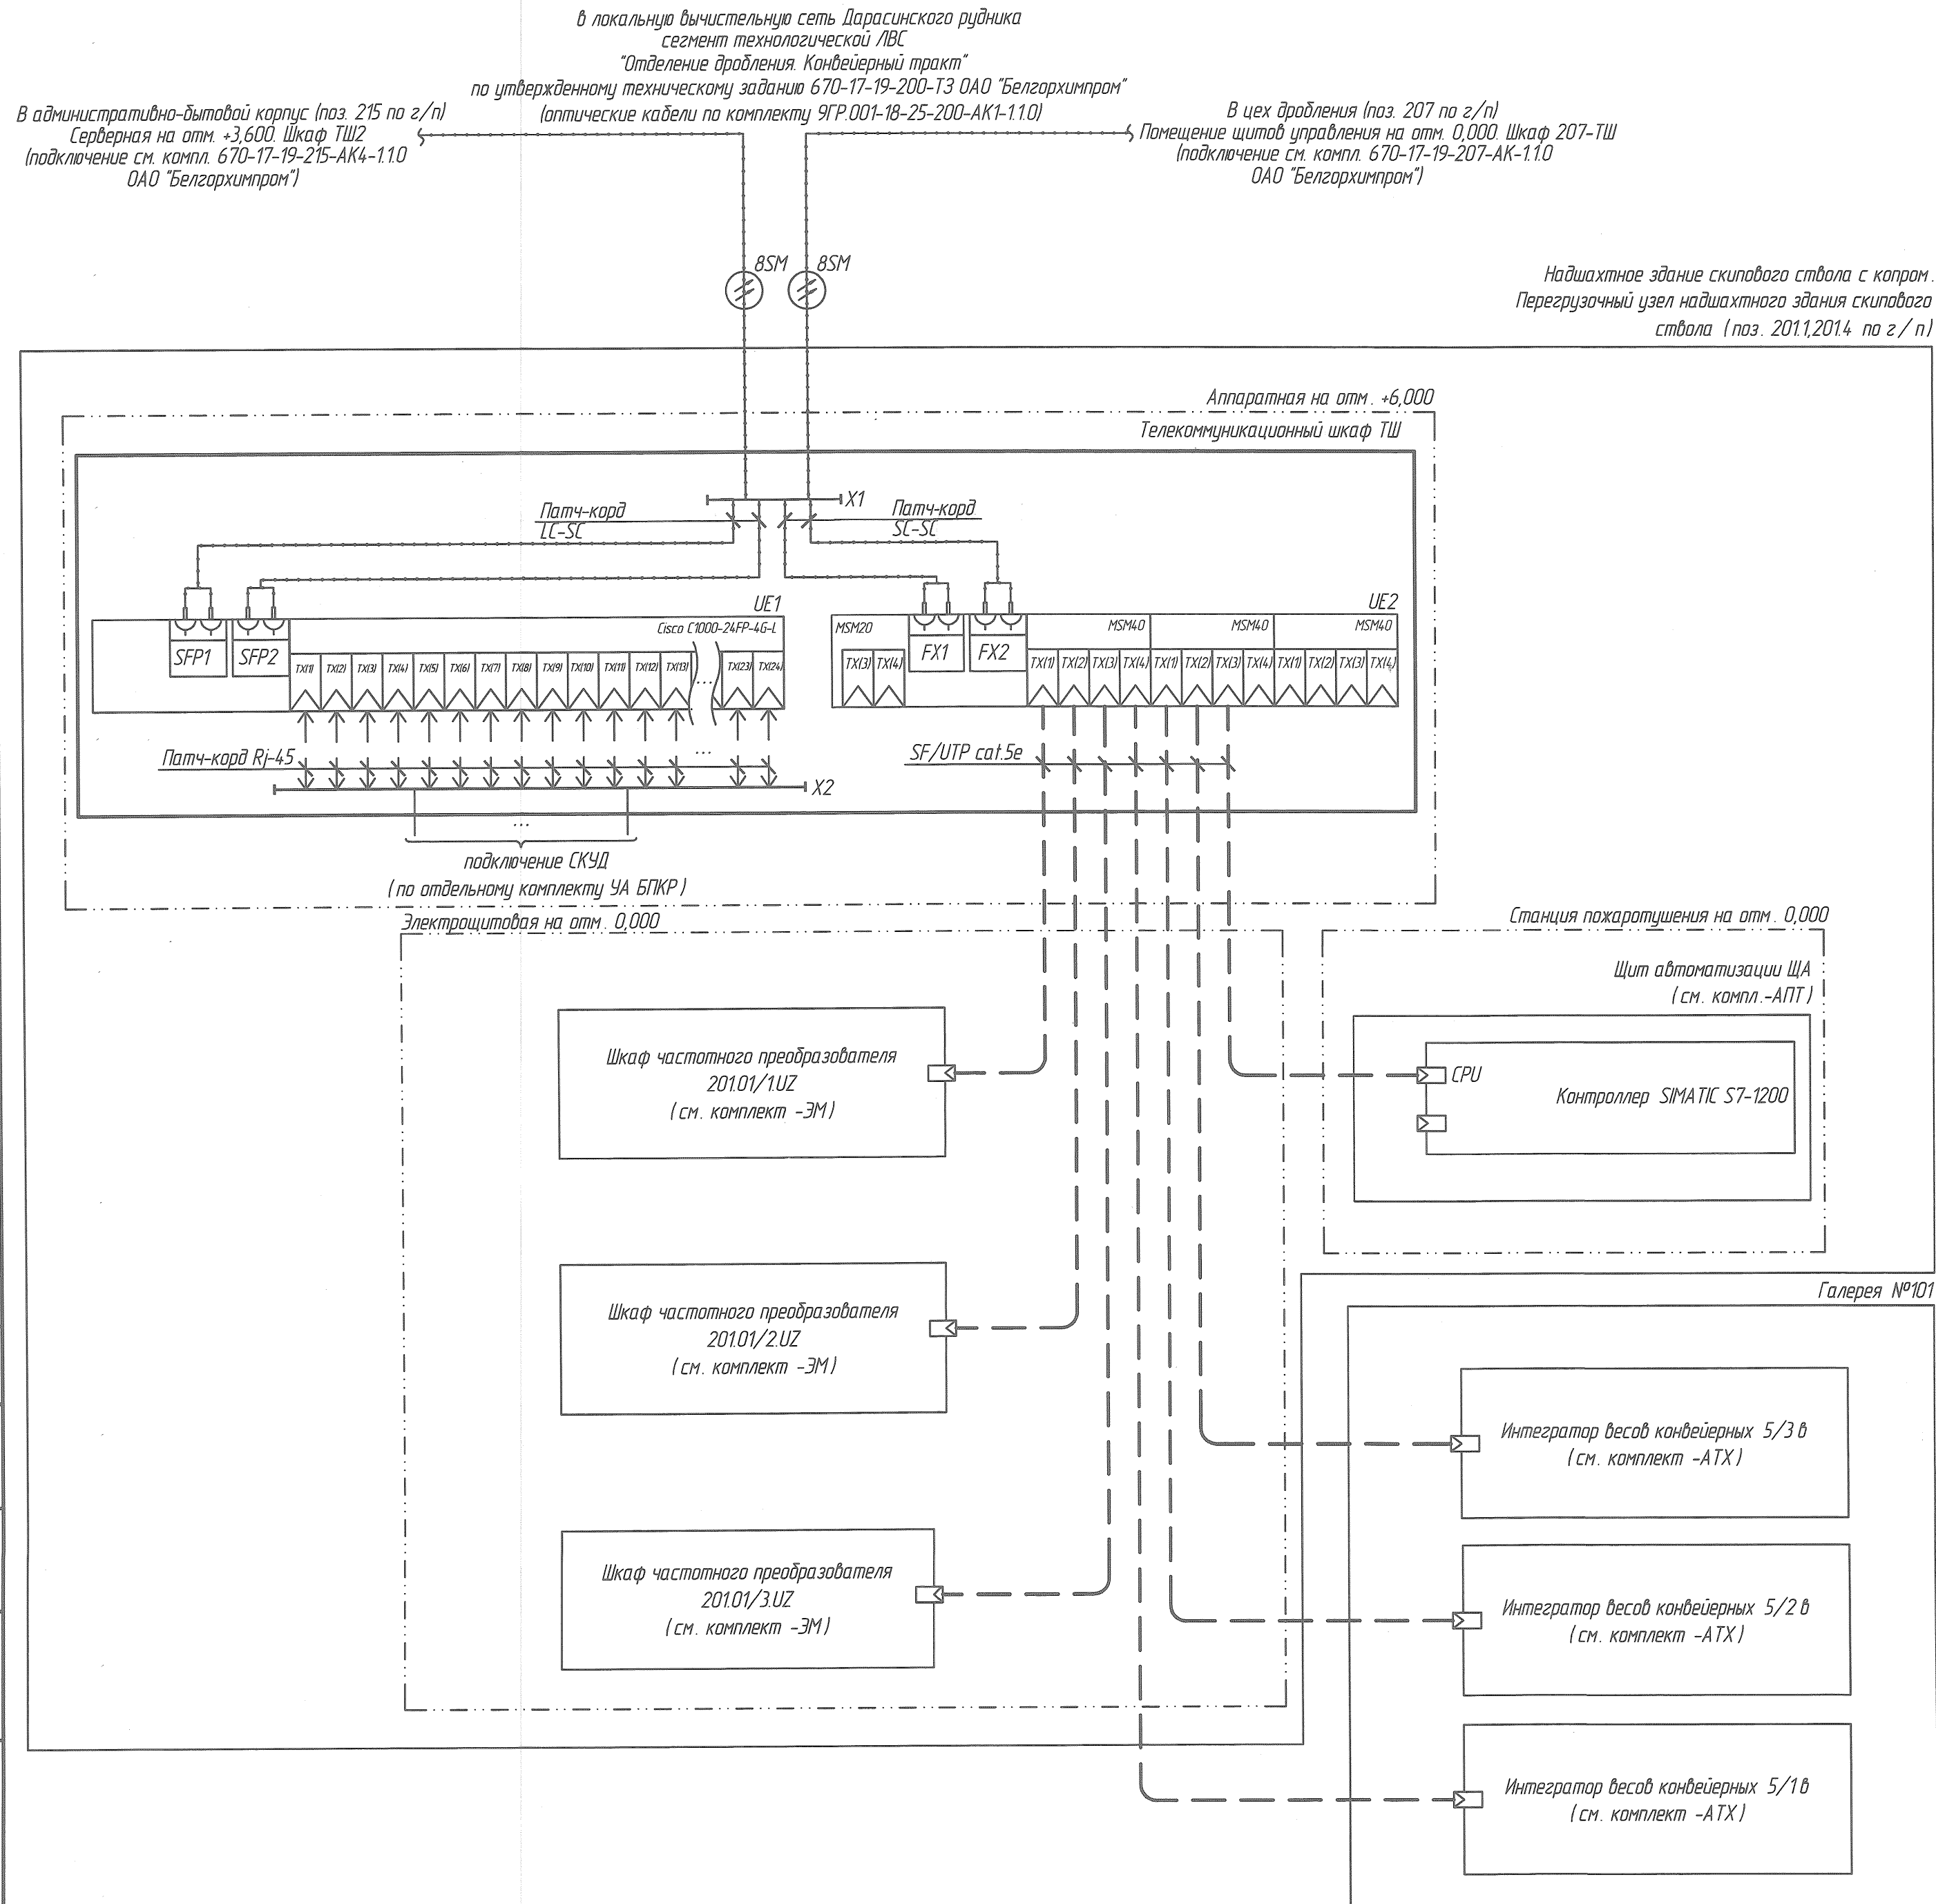 в локальную вычистельную сеть Дарасинского рудника
сегмент технологической ЛВС
"Отделение дробления. Конвейерный тракт"
по утвержденному техническому заданию 670-17-19-200-ТЗ ОАО "Белгорхимпром"
(оптические кабели по комплекту 9ГР.001-18-25-200-АК1-1.1.0)
В административно-бытовой корпус (поз. 215 по г/п)
Серверная на отм. +3,600. Шкаф ТШ2
(подключение см. компл. 670-17-19-215-АК4-1.1.0
ОАО "Белгорхимпром")
В цех дробления (поз. 207 по г/п)
Помещение щитов управления на отм. 0,000. Шкаф 207-ТШ
(подключение см. компл. 670-17-19-207-АК-1.1.0
ОАО "Белгорхимпром")
8SM
8SM
Надшахтное здание скипового ствола с копром.
Перегрузочный узел надшахтного здания скипового
ствола (поз. 201.1,201.4 по г/п)
Аппаратная на отм. +6,000
Телекоммуникационный шкаф ТШ
X1
Патч-корд
LC-SC
Патч-корд
SC-SC
UE1
UE2
SFP1
SFP2
Cisco C1000-24FP-4G-L
TX(1)
TX(2)
TX(3)
TX(4)
TX(5)
TX(6)
TX(7)
TX(8)
TX(9)
TX(10)
TX(11)
TX(12)
TX(13)
...
TX(23)
TX(24)
MSM20
TX(3)
TX(4)
FX1
FX2
MSM40
MSM40
MSM40
TX(1)
TX(2)
TX(3)
TX(4)
TX(1)
TX(2)
TX(3)
TX(4)
TX(1)
TX(2)
TX(3)
TX(4)
Патч-корд Rj-45
...
X2
SF/UTP cat.5e
...
подключение СКУД
(по отдельному комплекту УА БПКР)
Электрощитовая на отм. 0,000
Станция пожаротушения на отм. 0,000
Щит автоматизации ЩА
(см. компл.-АПТ)
CPU
Контроллер SIMATIC S7-1200
Шкаф частотного преобразователя
201.01/1.UZ
(см. комплект -ЭМ)
Шкаф частотного преобразователя
201.01/2.UZ
(см. комплект -ЭМ)
Шкаф частотного преобразователя
201.01/3.UZ
(см. комплект -ЭМ)
Галерея №101
Интегратор весов конвейерных 5/3 в
(см. комплект -АТХ)
Интегратор весов конвейерных 5/2 в
(см. комплект -АТХ)
Интегратор весов конвейерных 5/1 в
(см. комплект -АТХ)